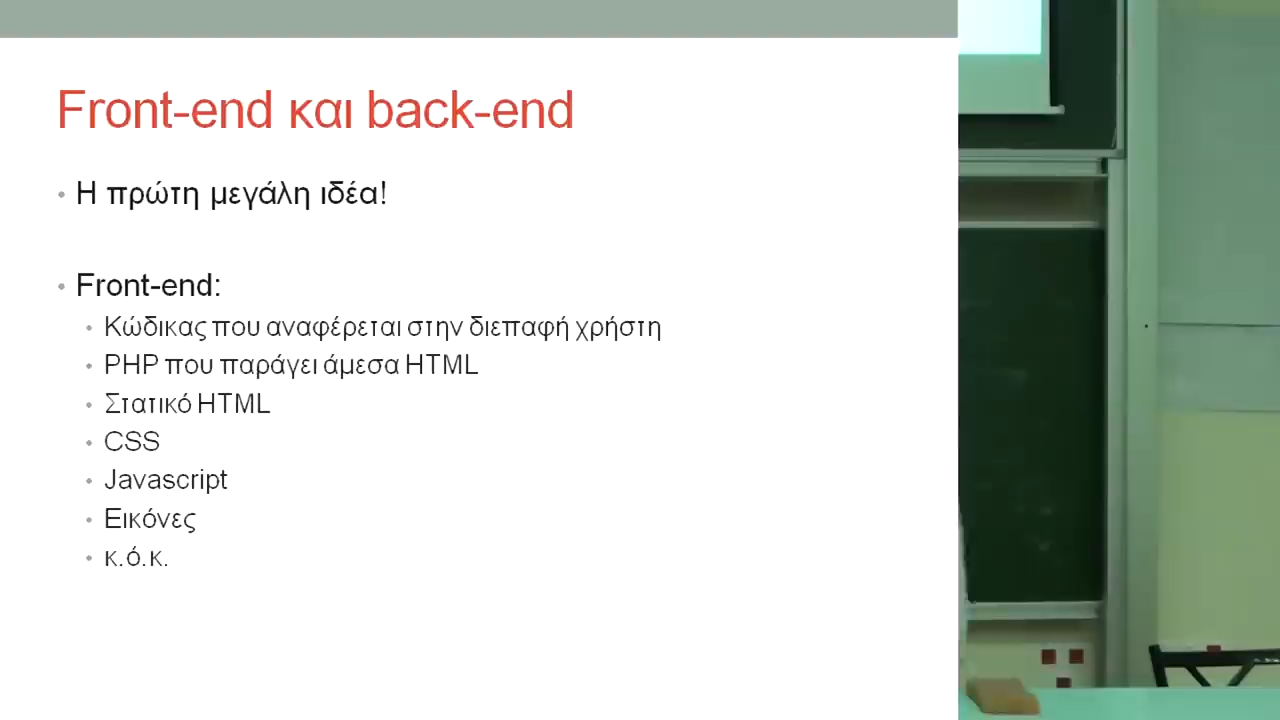 Front-end και back-end
• Η πρώτη μεγάλη ιδέα!
• Front-end:
• Κώδικας που αναφέρεται στην διεπαφή χρήστη
• PHP που παράγει άμεσα HTML
• Στατικό HTML
• CSS
• Javascript
• Εικόνες
• κ.ό.κ.